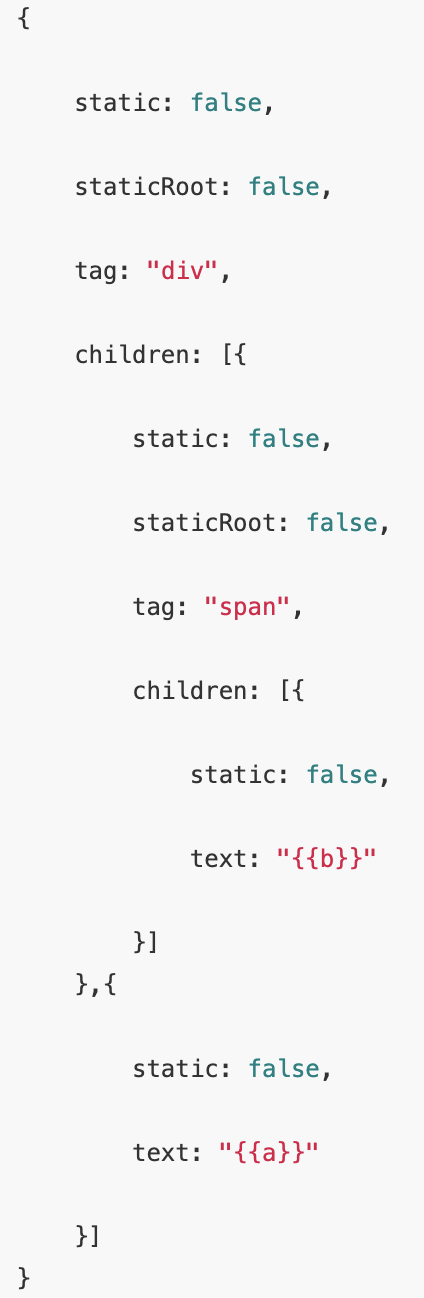 {
    static: false,
    staticRoot: false,
    tag: "div",
    children: [{
        static: false,
        staticRoot: false,
        tag: "span",
        children: [{
            static: false,
            text: "{{b}}"
        }]
    },{
        static: false,
        text: "{{a}}"
    }]
}